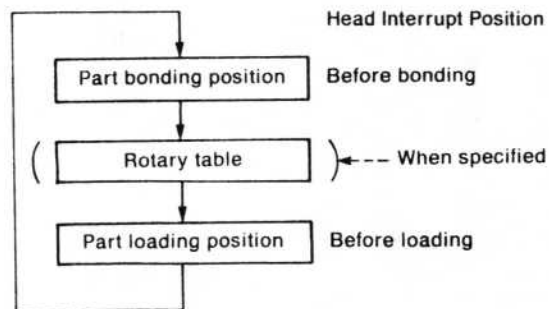 Head Interrupt Position
Part bonding position Before bonding
( Rotary table ) When specified
Part loading position Before loading